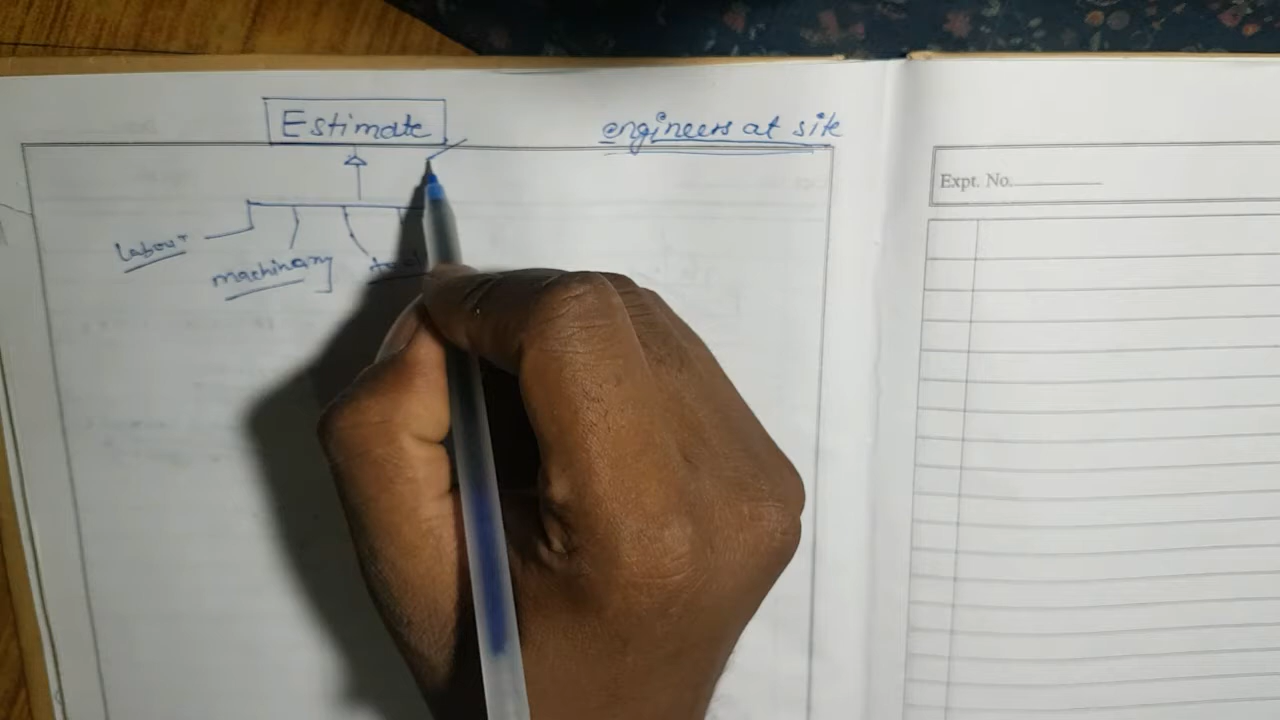 Estimate
engineers at site
Expt. No.
Labour
machinary